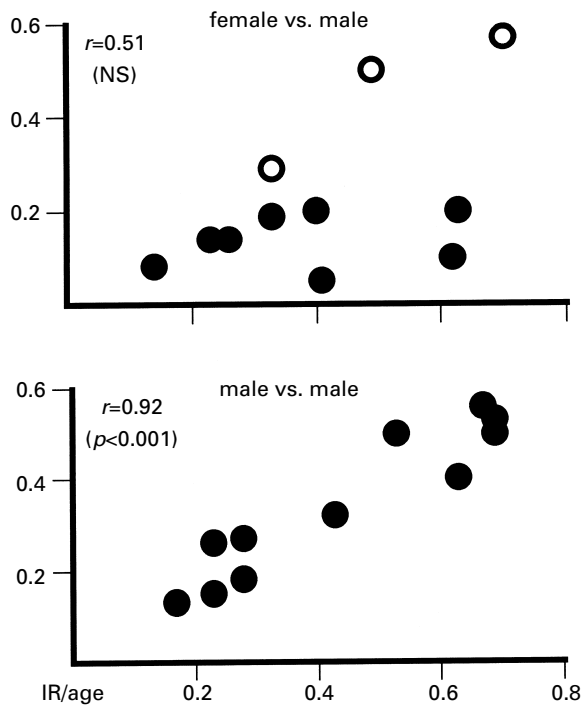 female vs. male
0.6
r=0.51
(NS)
0.4
0.2
male vs. male
0.6
r=0.92
(p<0.001)
0.4
0.2
IR/age 0.2 0.4 0.6 0.8